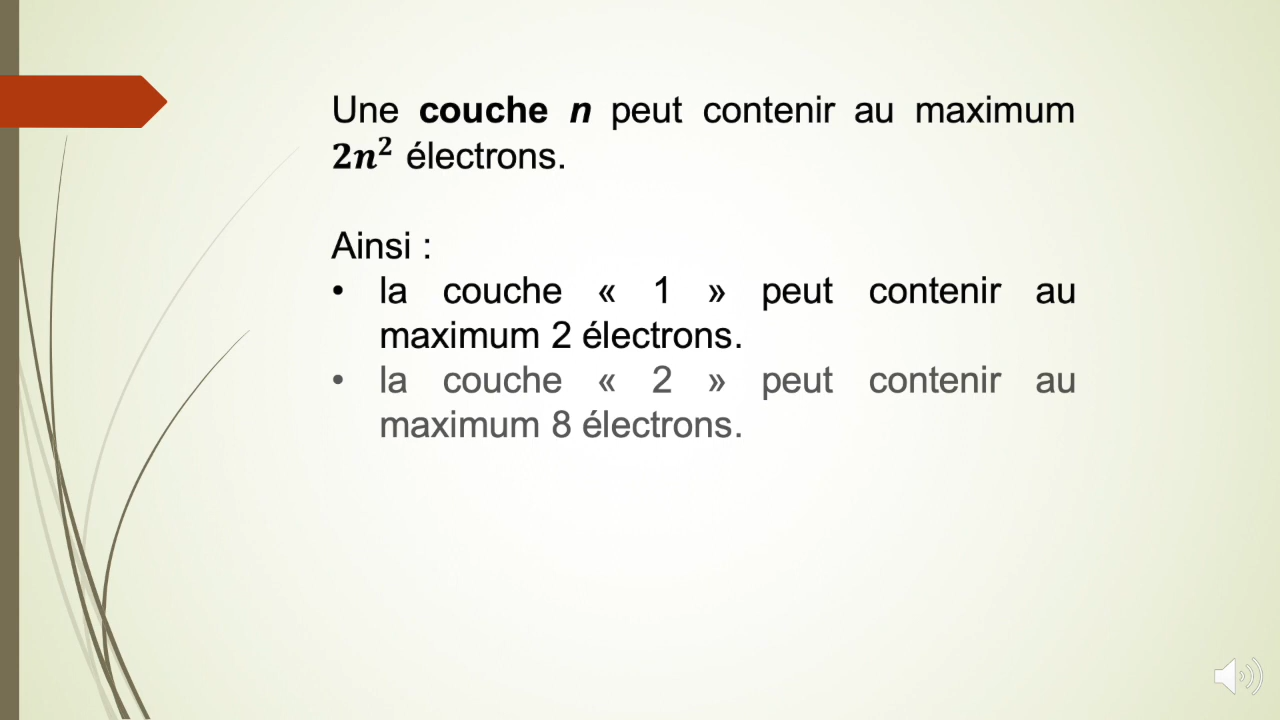 Une couche n peut contenir au maximum
2n² électrons.
Ainsi :
• la couche « 1 » peut contenir au
maximum 2 électrons.
• la couche « 2 » peut contenir au
maximum 8 électrons.